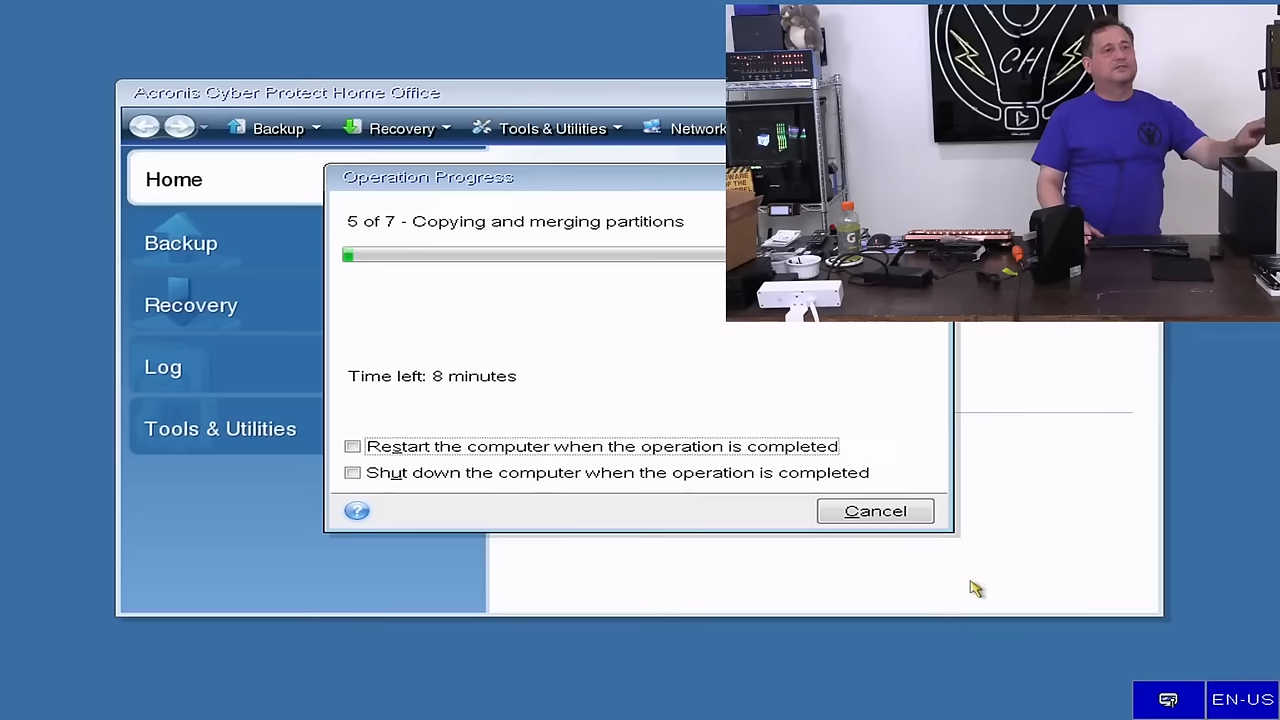 Acronis Cyber Protect Home Office
Backup
Recovery
Tools & Utilities
Network
Home
Backup
Recovery
Log
Tools & Utilities
Operation Progress
5 of 7 - Copying and merging partitions
Time left: 8 minutes
Restart the computer when the operation is completed
Shut down the computer when the operation is completed
Cancel
EN-US
CH
G